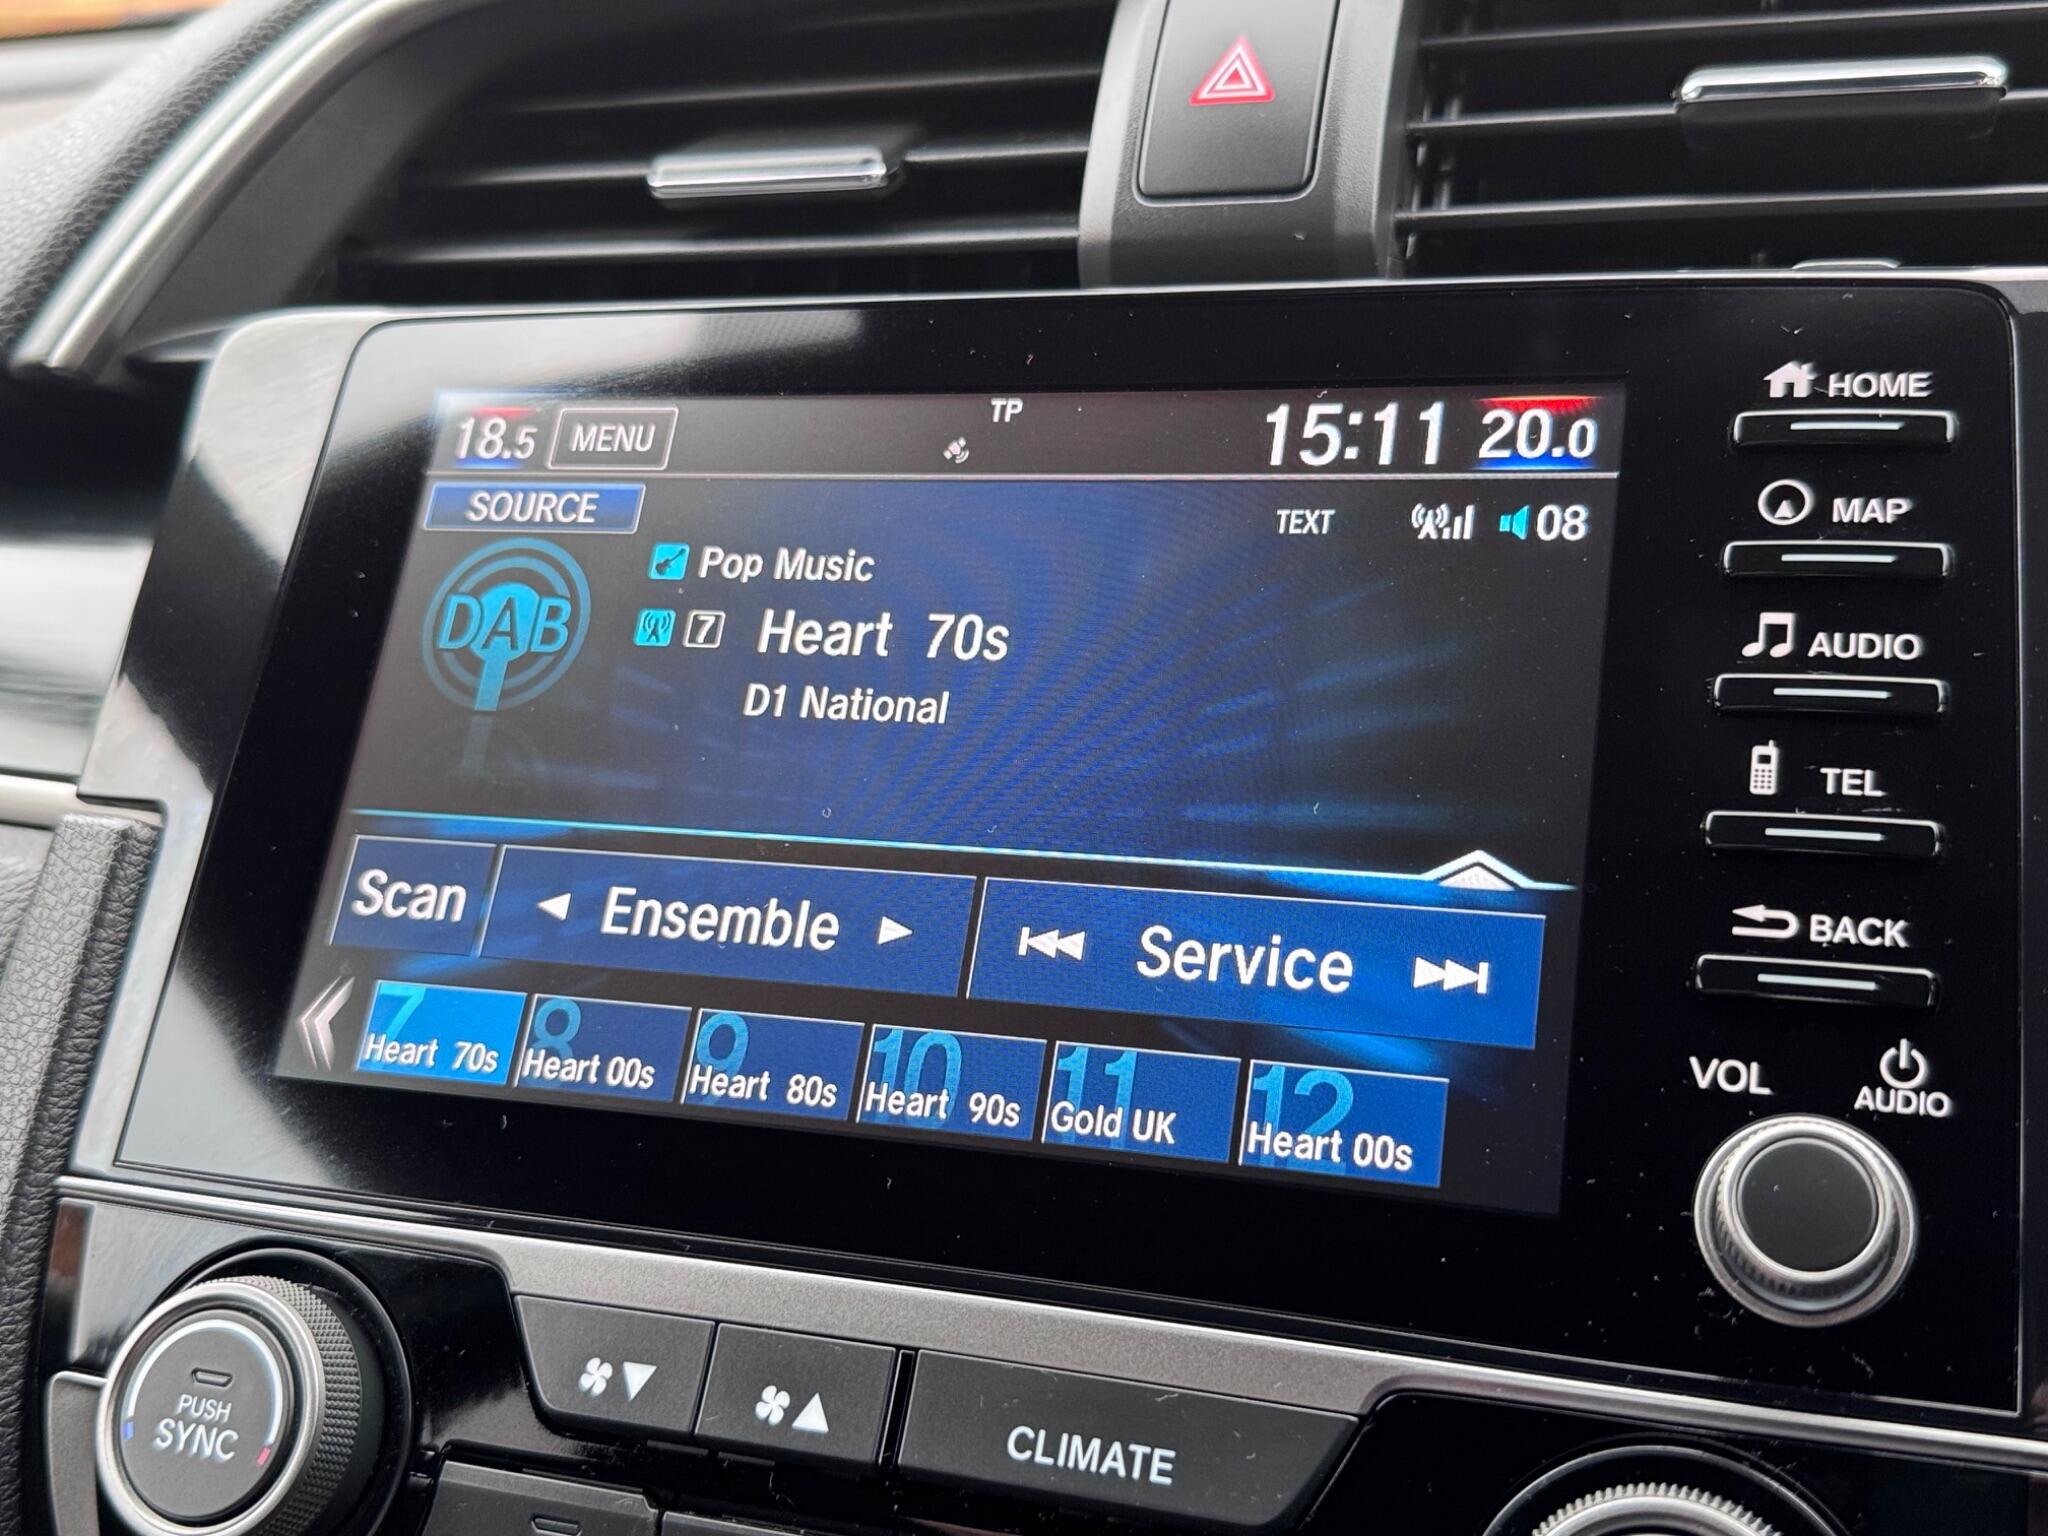 18.5 MENU TP 15:11 20.0
SOURCE TEXT 08
DAB
Pop Music
7 Heart 70s
D1 National
Scan Ensemble Service
7 Heart 70s
8 Heart 00s
9 Heart 80s
10 Heart 90s
11 Gold UK
12 Heart 00s
HOME
MAP
AUDIO
TEL
BACK
VOL AUDIO
PUSH
SYNC
CLIMATE